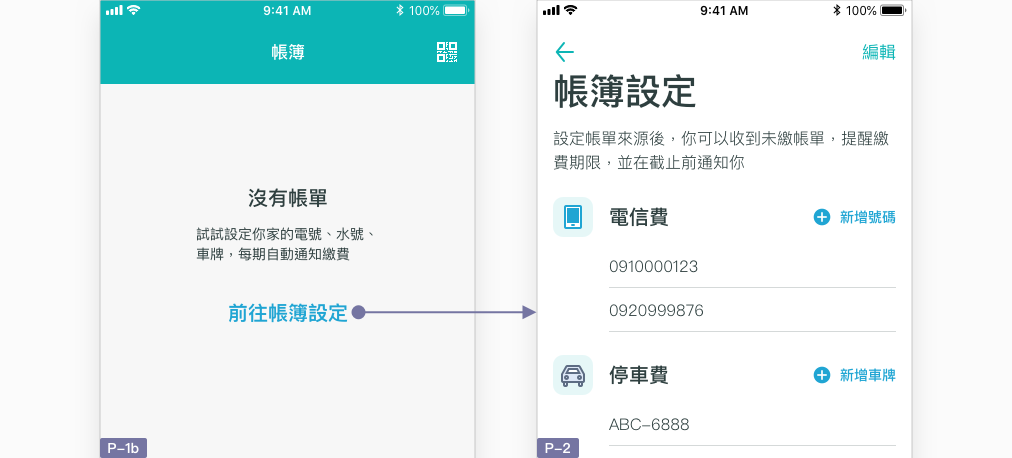 9:41 AM
100%
帳簿
沒有帳單
試試設定你家的電號、水號、
車牌，每期自動通知繳費
前往帳簿設定
P–1b
9:41 AM
100%
編輯
帳簿設定
設定帳單來源後，你可以收到未繳帳單，提醒繳
費期限，並在截止前通知你
電信費
新增號碼
0910000123
0920999876
停車費
新增車牌
ABC–6888
P–2